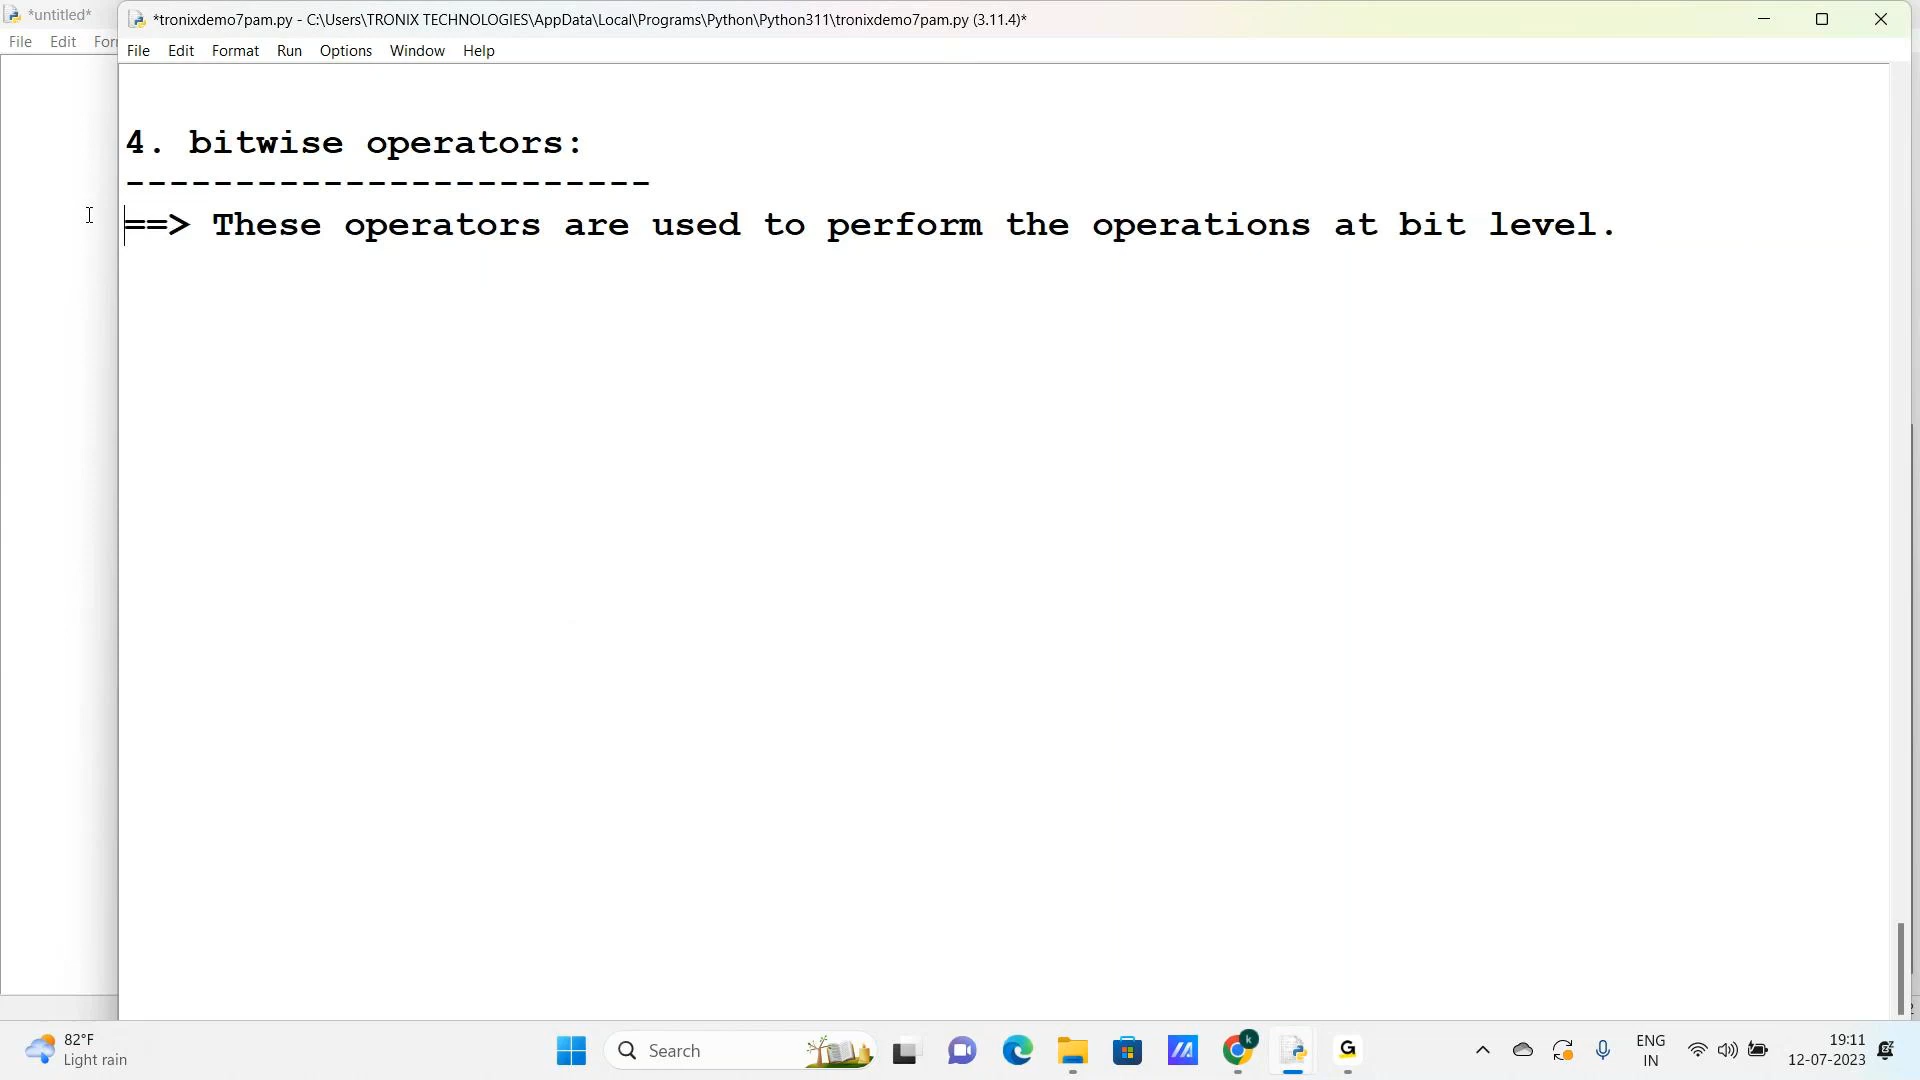 *untitled*
*tronixdemo7pam.py - C:\Users\TRONIX TECHNOLOGIES\AppData\Local\Programs\Python\Python311\tronixdemo7pam.py (3.11.4)*
File Edit For
File Edit Format Run Options Window Help
4. bitwise operators:
------------------------
==> These operators are used to perform the operations at bit level.
82°F
Light rain
Search
ENG
IN
19:11
12-07-2023